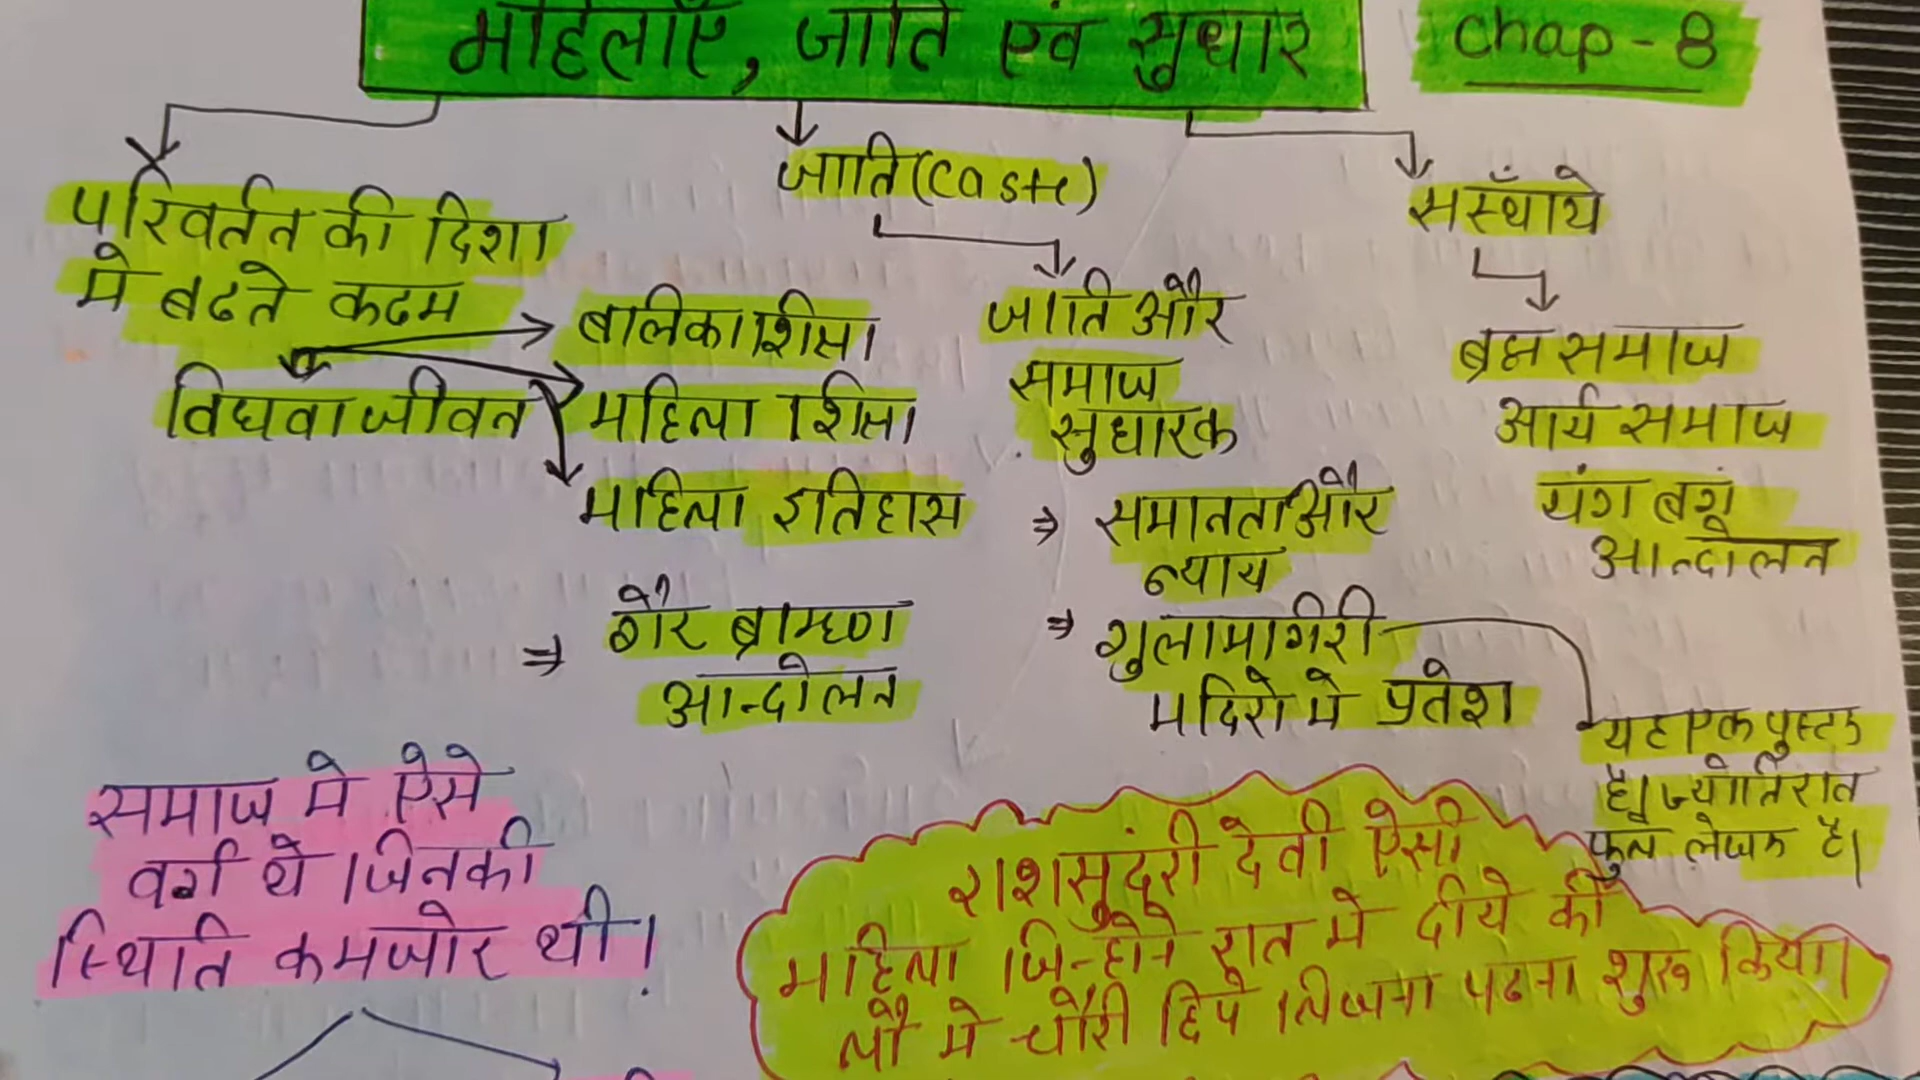 महिलाएँ, जाति एवं सुधार
Chap - 8
परिवर्तन की दिशा
मे बढते कदम
बालिका शिक्षा
विधवा जीवन
महिला शिक्षा
महिला इतिहास
गैर ब्राम्हण
आन्दोलन
जाति (Caste)
जाति और
समाज
सुधारक
⇒ समानता और
न्याय
⇒ गुलामगिरी
मंदिरो मे प्रवेश
सस्थाँये
ब्रह्म समाज
आर्य समाज
यंग बगं
आन्दोलन
यह एक पुस्तक
है। ज्योतिराव
फुले लेखक है।
समाज मे ऐसे
वर्ग थे जिनकी
स्थिति कमजोर थी!
राशसुदूंरी देवी ऐसी
महिला जिन्होने रात मे दीये की
लौ मे चोरी छिपे लिखना पढना शुरू किया।